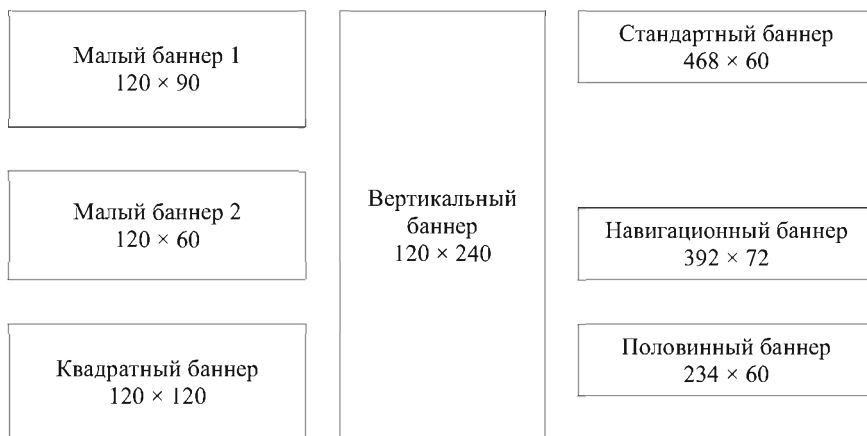 Малый баннер 1
120 × 90
Малый баннер 2
120 × 60
Квадратный баннер
120 × 120
Вертикальный
баннер
120 × 240
Стандартный баннер
468 × 60
Навигационный баннер
392 × 72
Половинный баннер
234 × 60